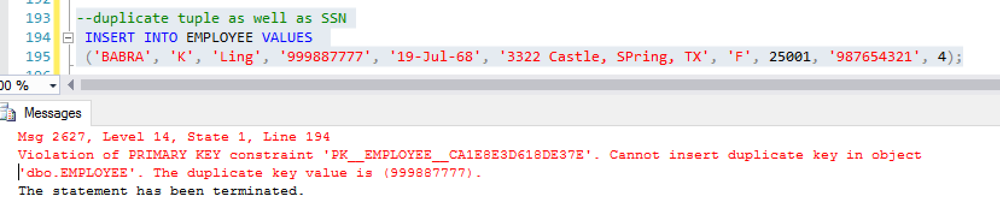 193 --duplicate tuple as well as SSN
194 INSERT INTO EMPLOYEE VALUES
195 ('BABRA', 'K', 'Ling', '999887777', '19-Jul-68', '3322 Castle, SPring, TX', 'F', 25001, '987654321', 4);
00 %
Messages
Msg 2627, Level 14, State 1, Line 194
Violation of PRIMARY KEY constraint 'PK__EMPLOYEE__CA1E8E3D618DE37E'. Cannot insert duplicate key in object
'dbo.EMPLOYEE'. The duplicate key value is (999887777).
The statement has been terminated.